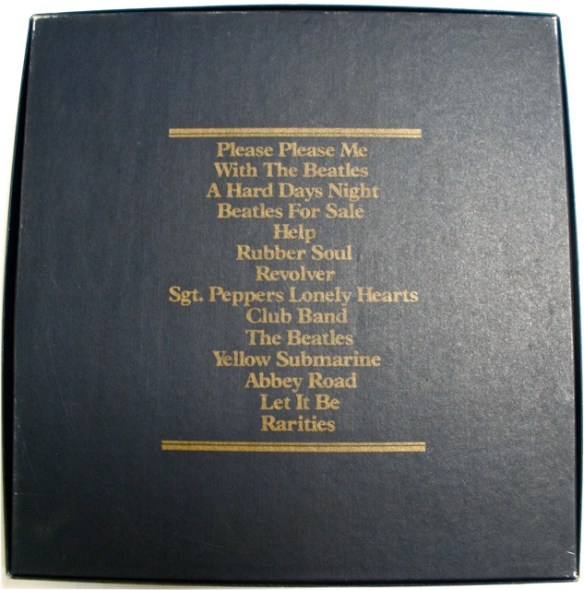 Please Please Me
With The Beatles
A Hard Days Night
Beatles For Sale
Help
Rubber Soul
Revolver
Sgt. Peppers Lonely Hearts
Club Band
The Beatles
Yellow Submarine
Abbey Road
Let It Be
Rarities